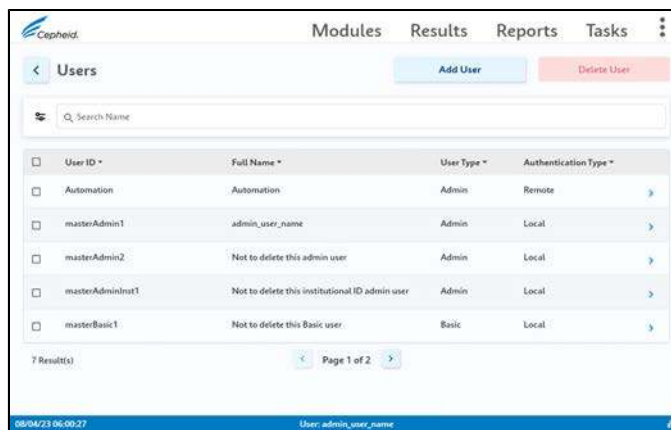 Cepheid.
Modules Results Reports Tasks
Users
Add User
Delete User
Search Name
User ID Full Name User Type Authentication Type
Automation Automation Admin Remote
masterAdmin1 admin_user_name Admin Local
masterAdmin2 Not to delete this admin user Admin Local
masterAdminInst1 Not to delete this institutional ID admin user Admin Local
masterBasic1 Not to delete this Basic user Basic Local
7 Result(s) Page 1 of 2
08/04/23 06:00:27 User: admin_user_name